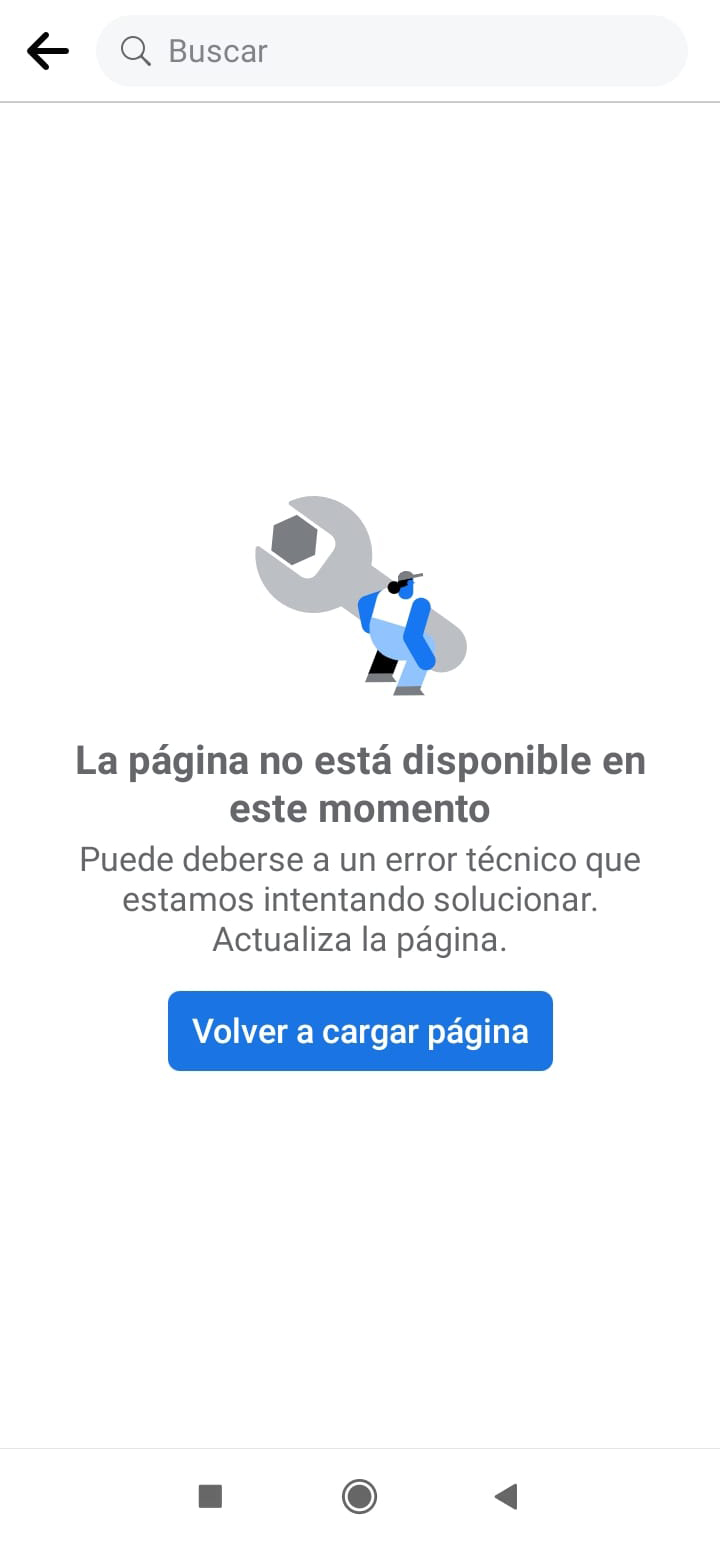 Buscar
La página no está disponible en
este momento
Puede deberse a un error técnico que
estamos intentando solucionar.
Actualiza la página.
Volver a cargar página